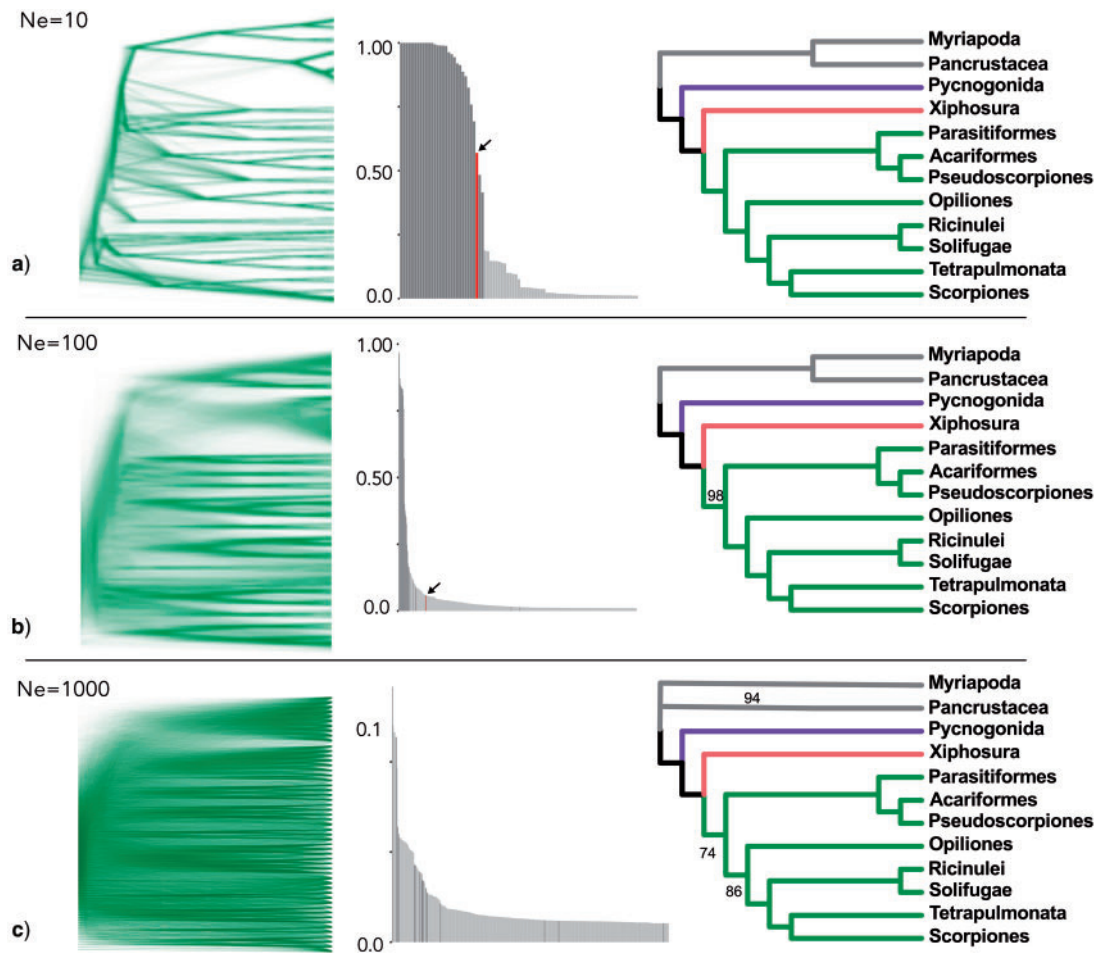 Ne=10
1.00
0.50
0.0
a)
Myriapoda
Pancrustacea
Pycnogonida
Xiphosura
Parasitiformes
Acariformes
Pseudoscorpiones
Opiliones
Ricinulei
Solifugae
Tetrapulmonata
Scorpiones
Ne=100
1.00
0.50
0.0
b)
Myriapoda
Pancrustacea
Pycnogonida
Xiphosura
Parasitiformes
Acariformes
Pseudoscorpiones
98
Opiliones
Ricinulei
Solifugae
Tetrapulmonata
Scorpiones
Ne=1000
0.1
0.0
c)
Myriapoda
94
Pancrustacea
Pycnogonida
Xiphosura
Parasitiformes
Acariformes
Pseudoscorpiones
74
Opiliones
86
Ricinulei
Solifugae
Tetrapulmonata
Scorpiones